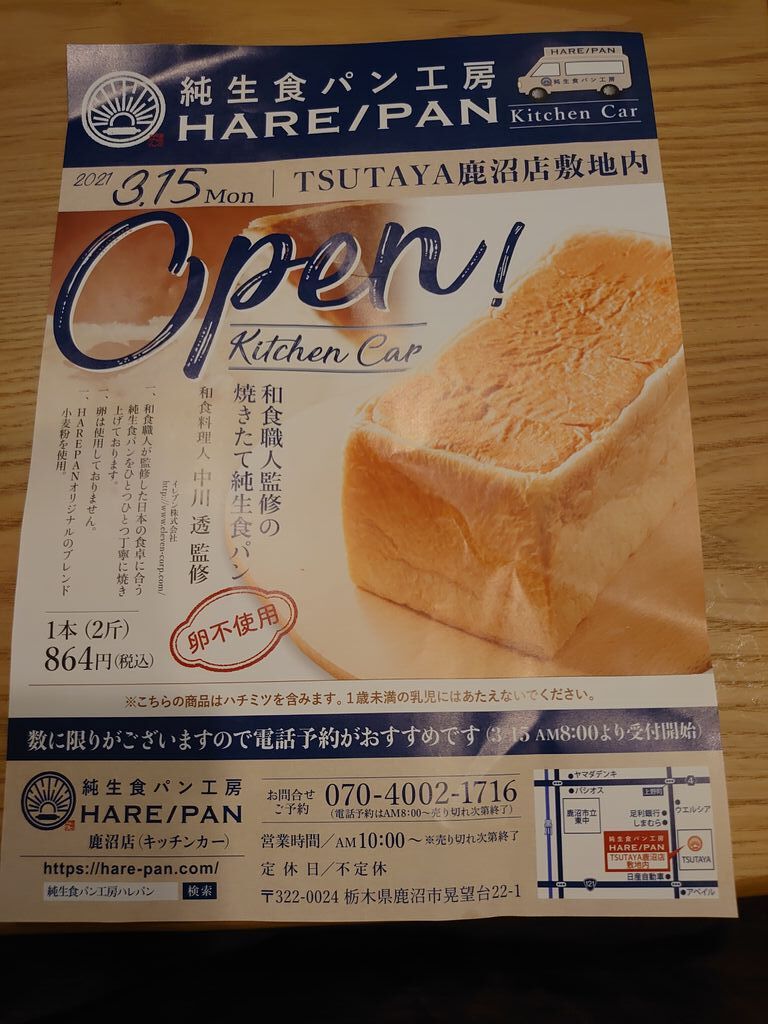 純生食パン工房
HARE/PAN
HARE/PAN
純生食パン工房
Kitchen Car
2021 3.15 Mon
TSUTAYA鹿沼店敷地内
Open!
Kitchen Car
和食職人監修の
焼きたて純生食パン
和食料理人 中川 透 監修
イレブン株式会社
http://www.eleven-corp.com/
一、和食職人が監修した日本の食卓に合う
純生食パンをひとつひとつ丁寧に焼き
上げております。
一、卵は使用しておりません。
一、HAREPANオリジナルのブレンド
小麦粉を使用。
1本(2斤)
864円(税込)
卵不使用
※こちらの商品はハチミツを含みます。1歳未満の乳児にはあたえないでください。
数に限りがございますので電話予約がおすすめです(3/15 AM8:00より受付開始)
純生食パン工房
HARE/PAN
鹿沼店(キッチンカー)
https://hare-pan.com/
純生食パン工房ハレパン 検索
お問合せ
ご予約
070-4002-1716
(電話予約はAM8:00〜売り切れ次第終了)
営業時間/AM10:00〜※売り切れ次第終了
定休日/不定休
〒322-0024 栃木県鹿沼市晃望台22-1
ヤマダデンキ
パシオス
上野町
4
鹿沼市立
東中
足利銀行
しまむら
ウエルシア
純生食パン工房
HARE/PAN
TSUTAYA鹿沼店
敷地内
TSUTAYA
日産自動車
121
アベイル